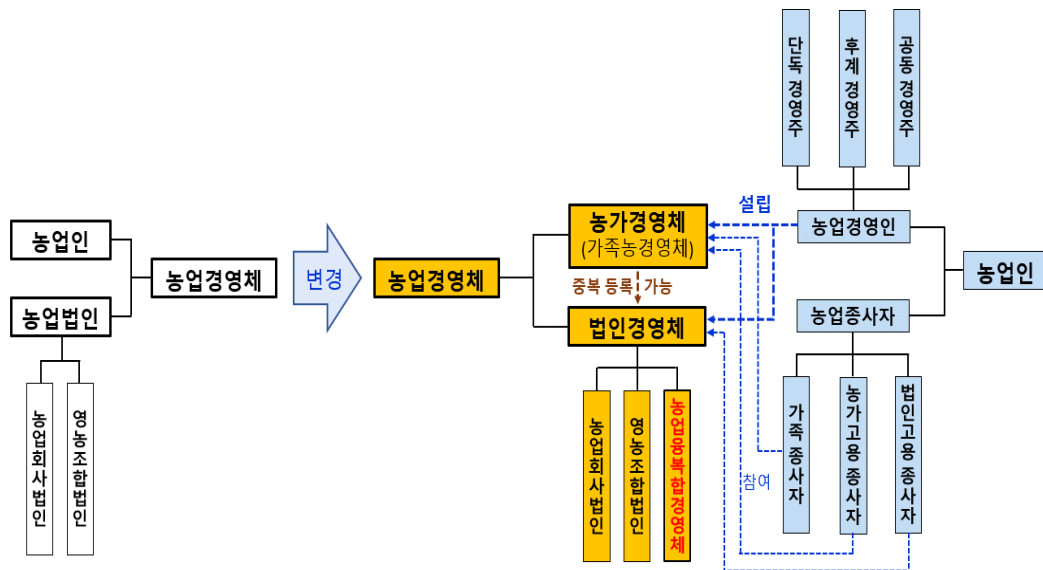 단독 경영주
후계 경영주
공동 경영주
농업인
농업법인
농업경영체
농업회사법인
영농조합법인
변경
농업경영체
농가경영체
(가족농경영체)
중복 등록 가능
법인경영체
농업회사법인
영농조합법인
농업융복합경영체
설립
참여
농업경영인
농업종사자
농업인
가족 종사자
농가고용 종사자
법인고용 종사자